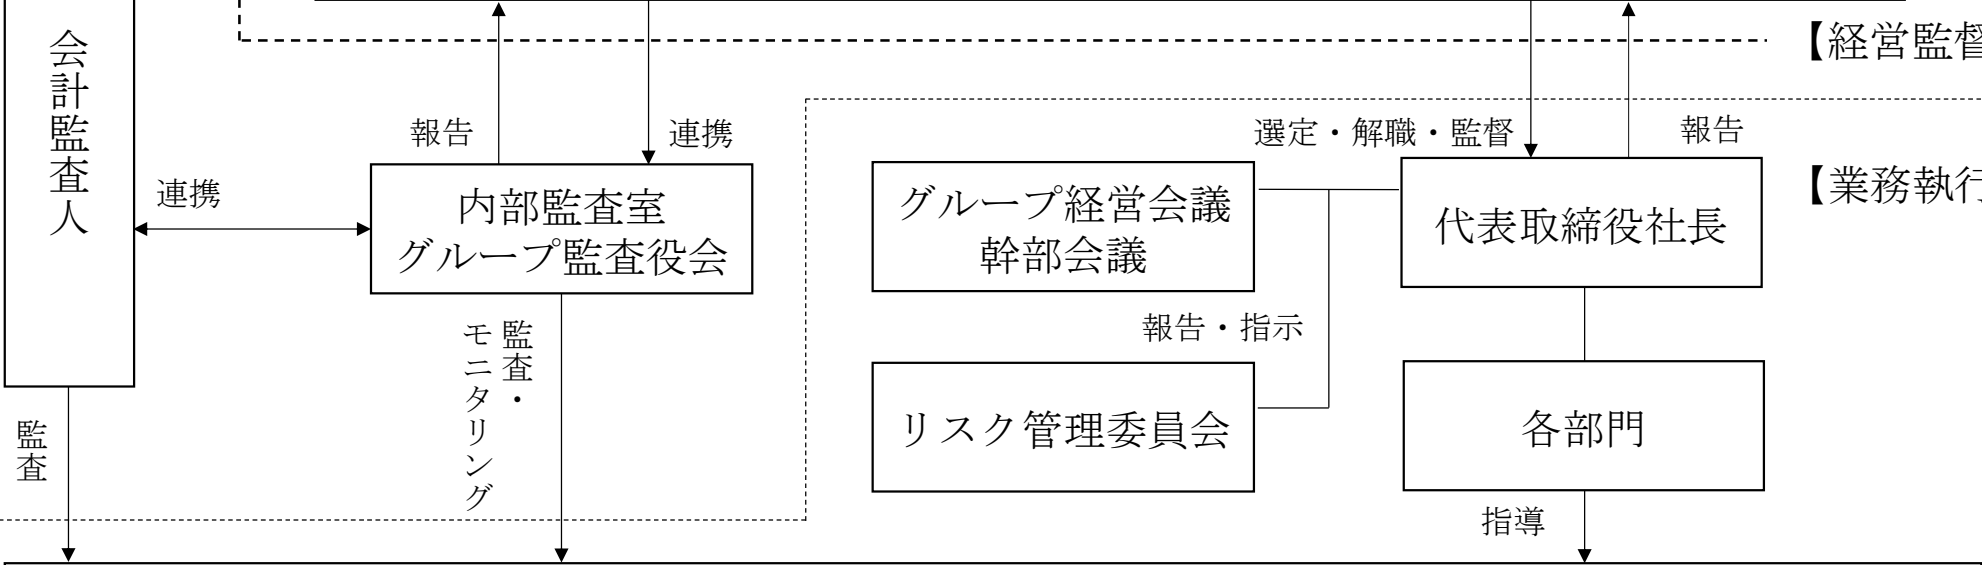 【経営監督
会計監査人
報告
連携
選定・解職・監督
報告
連携
内部監査室
グループ監査役会
グループ経営会議
幹部会議
代表取締役社長
【業務執行
監査・
モニタリング
報告・指示
リスク管理委員会
各部門
監査
指導